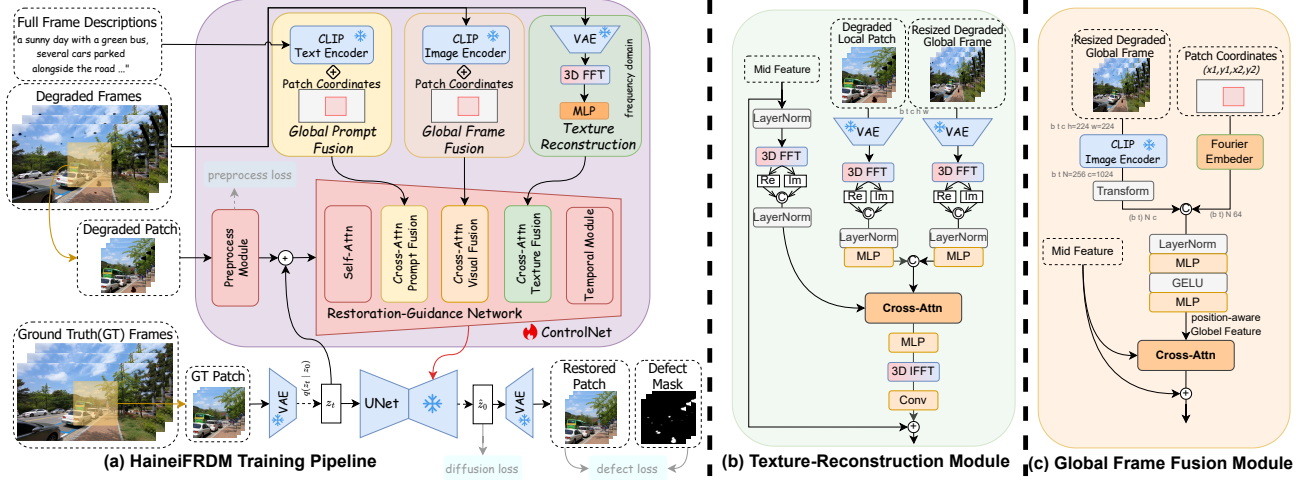 Full Frame Descriptions
"a sunny day with a green bus,
several cars parked
alongside the road ..."
Degraded Frames
Degraded Patch
Ground Truth(GT) Frames
GT Patch
CLIP
Text Encoder
Patch Coordinates
Global Prompt
Fusion
CLIP
Image Encoder
Patch Coordinates
Global Frame
Fusion
VAE
3D FFT
MLP
frequency domain
Texture
Reconstruction
preprocess loss
Preprocess
Module
Self-Attn
Cross-Attn
Prompt Fusion
Cross-Attn
Visual Fusion
Cross-Attn
Texture Fusion
Temporal Module
Restoration-Guidance Network
ControlNet
VAE
q(z_t | z_0)
z_t
UNet
ẑ_0
VAE
Restored
Patch
Defect
Mask
diffusion loss
defect loss
(a) HaineiFRDM Training Pipeline
Mid Feature
Degraded
Local Patch
Resized Degraded
Global Frame
b t c h w
LayerNorm
VAE
VAE
3D FFT
3D FFT
3D FFT
Re
Im
Re
Im
Re
Im
C
C
C
LayerNorm
LayerNorm
LayerNorm
MLP
MLP
C
Cross-Attn
MLP
3D IFFT
Conv
(b) Texture-Reconstruction Module
Resized Degraded
Global Frame
Patch Coordinates
(x1,y1,x2,y2)
b t c h=224 w=224
CLIP
Image Encoder
Fourier
Embeder
b t N=256 c=1024
Transform
(b t) N c
C
(b t) N 64
Mid Feature
LayerNorm
MLP
GELU
MLP
position-aware
Globel Feature
Cross-Attn
(c) Global Frame Fusion Module